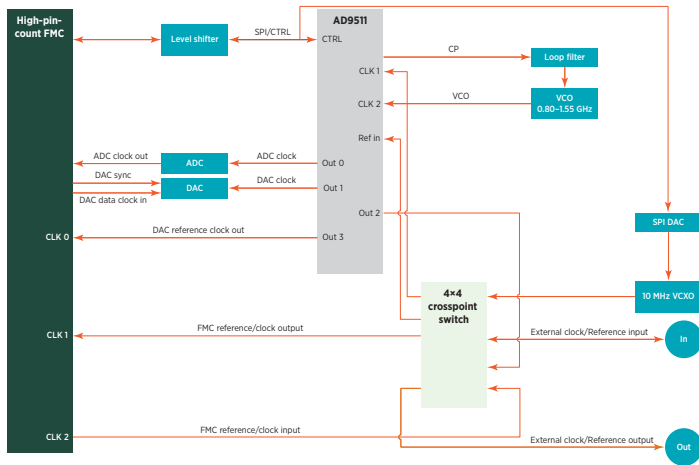 High-pin-
count FMC
AD9511
Level shifter
SPI/CTRL
CTRL
CP
Loop filter
CLK 1
VCO
0.80–1.55 GHz
CLK 2
VCO
Ref in
ADC clock out
ADC
ADC clock
Out 0
DAC sync
DAC
DAC clock
Out 1
DAC data clock in
Out 2
SPI DAC
CLK 0
DAC reference clock out
Out 3
4×4
crosspoint
switch
10 MHz VCXO
CLK 1
FMC reference/clock output
External clock/Reference input
In
CLK 2
FMC reference/clock input
External clock/Reference output
Out